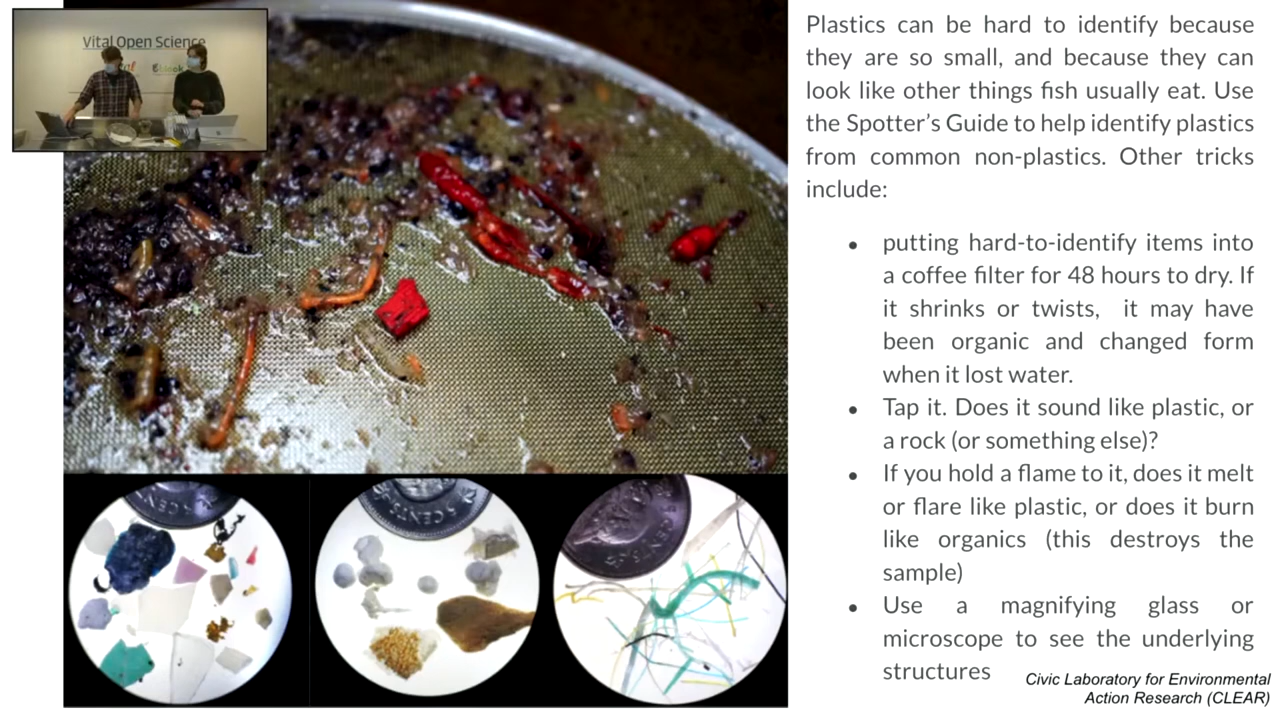 Vital Open Science
Plastics can be hard to identify because
they are so small, and because they can
look like other things fish usually eat. Use
the Spotter’s Guide to help identify plastics
from common non-plastics. Other tricks
include:
● putting hard-to-identify items into
a coffee filter for 48 hours to dry. If
it shrinks or twists, it may have
been organic and changed form
when it lost water.
● Tap it. Does it sound like plastic, or
a rock (or something else)?
● If you hold a flame to it, does it melt
or flare like plastic, or does it burn
like organics (this destroys the
sample)
● Use a magnifying glass or
microscope to see the underlying
structures
Civic Laboratory for Environmental
Action Research (CLEAR)
5 CENTS